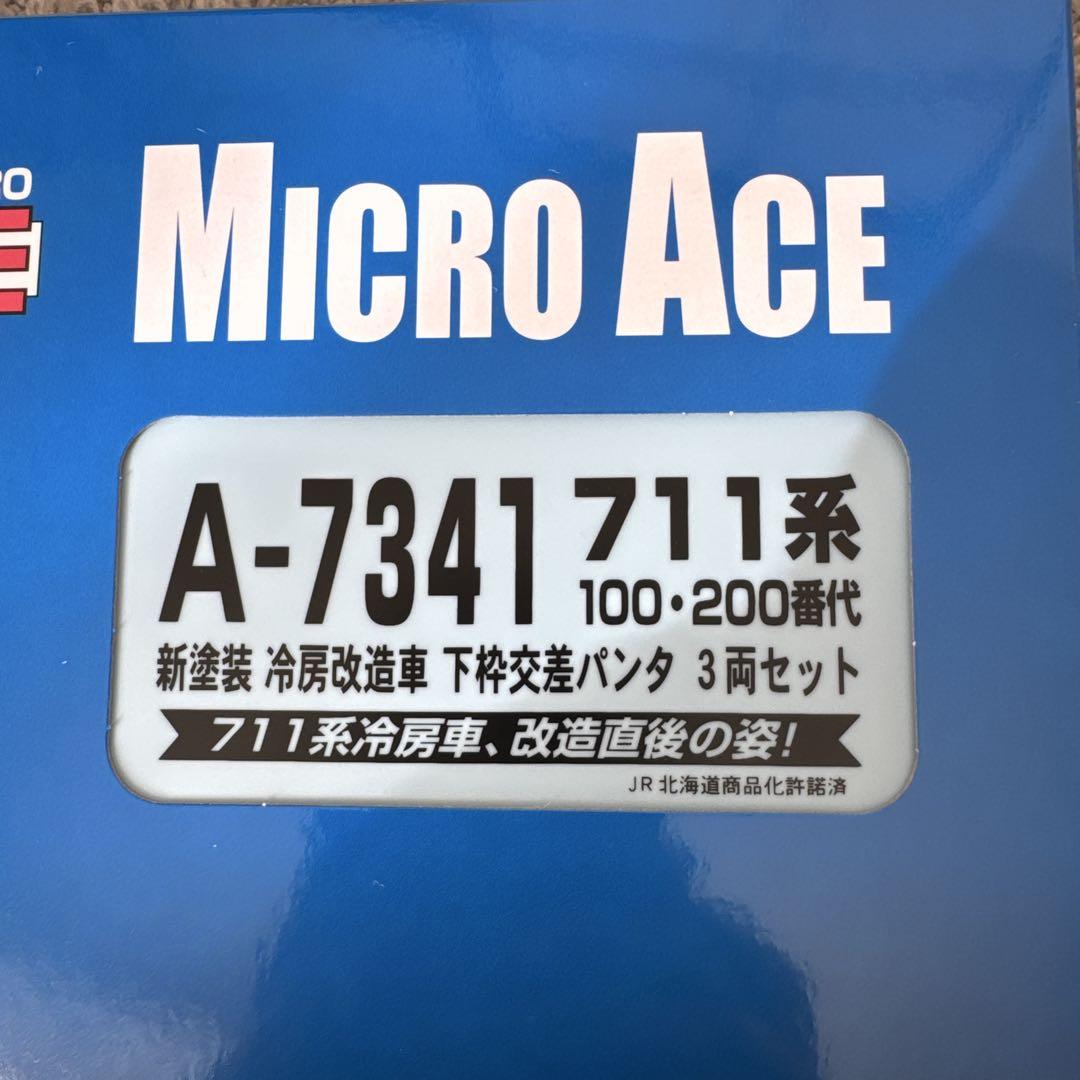 MICRO ACE
A-7341 711系
100・200番代
新塗装 冷房改造車 下枠交差パンタ 3両セット
711系冷房車、改造直後の姿!
JR北海道商品化許諾済